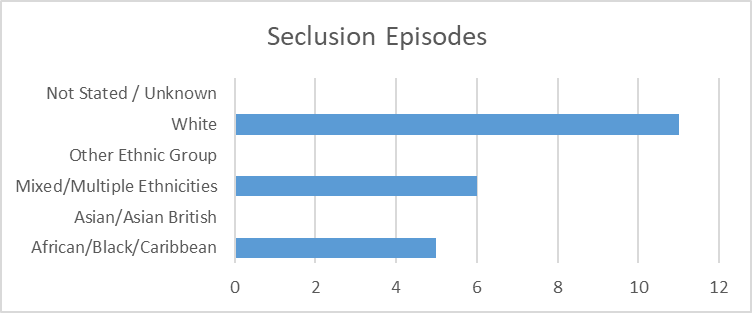 Seclusion Episodes
Not Stated / Unknown
White
Other Ethnic Group
Mixed/Multiple Ethnicities
Asian/Asian British
African/Black/Caribbean
0 2 4 6 8 10 12